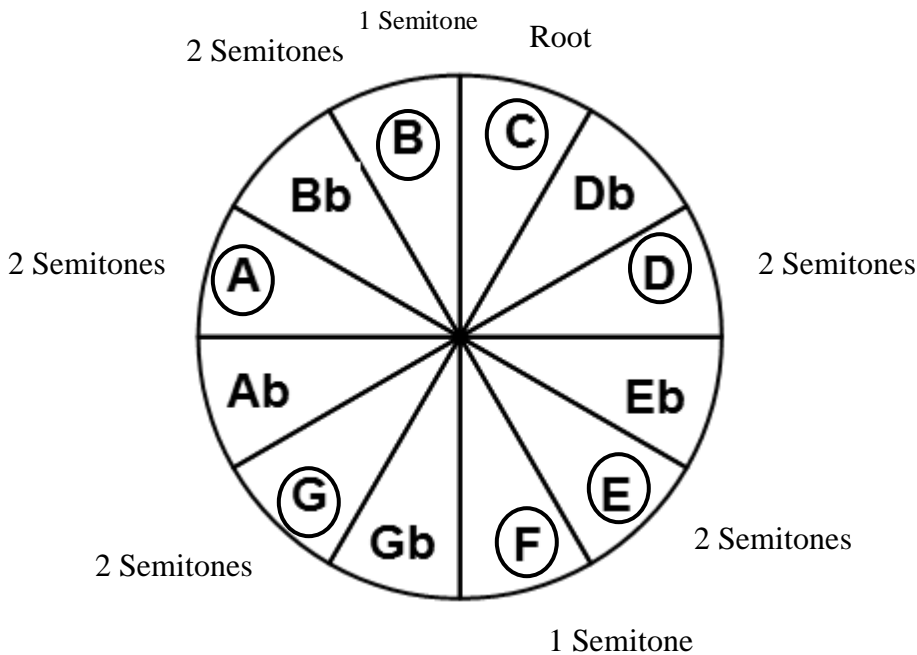 1 Semitone
Root
2 Semitones
B
C
Bb
Db
2 Semitones
A
D
2 Semitones
Ab
Eb
G
E
Gb
F
2 Semitones
2 Semitones
1 Semitone